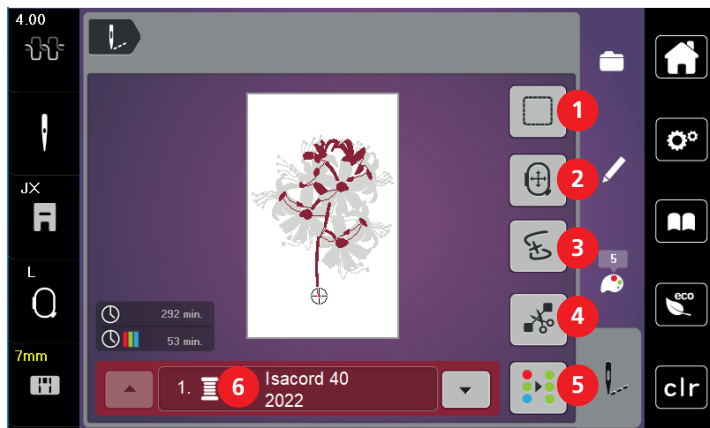 4.00
JX
L
7mm
292 min.
53 min.
1. 6 Isacord 40
2022
1
2
3
4
5
5
eco
clr